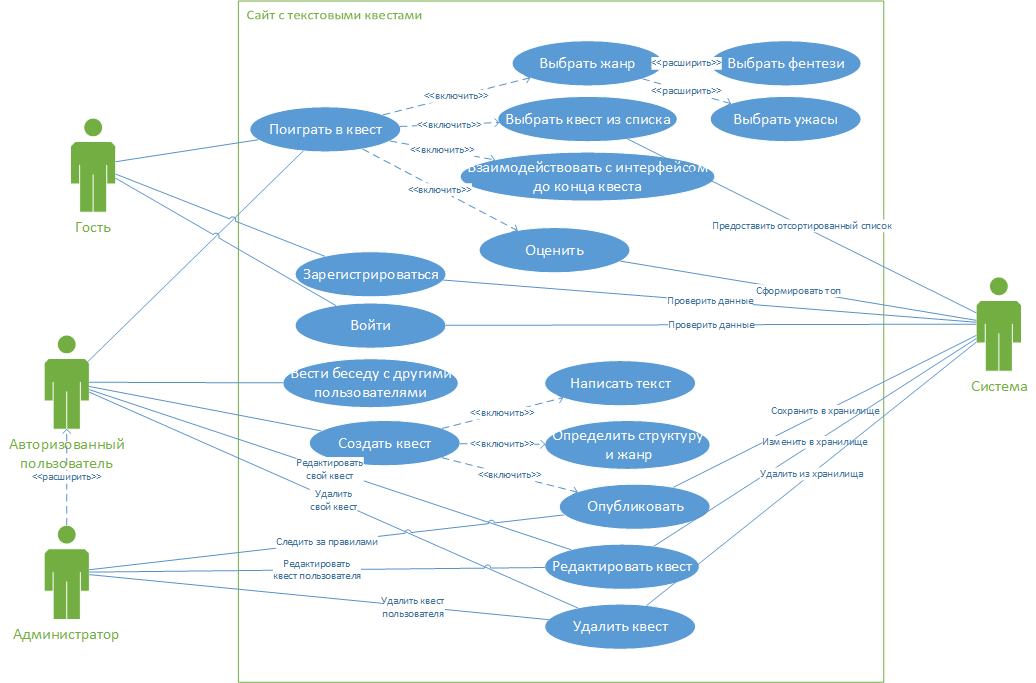 Сайт с текстовыми квестами
Выбрать жанр
<<расширить>>
Выбрать фентези
<<расширить>>
<<включить>>
Поиграть в квест
<<включить>>
Выбрать квест из списка
Выбрать ужасы
<<включить>>
Взаимодействовать с интерфейсом
до конца квеста
<<включить>>
Гость
Предоставить отсортированный список
Оценить
Зарегистрироваться
Сформировать топ
Проверить данные
Войти
Проверить данные
Система
Вести беседу с другими
пользователями
Написать текст
<<включить>>
Сохранить в хранилище
Авторизованный
пользователь
<<расширить>>
Создать квест
<<включить>>
Определить структуру
и жанр
Изменить в хранилище
Редактировать
свой квест
<<включить>>
Удалить из хранилища
Удалить
свой квест
Опубликовать
Следить за правилами
Редактировать
квест пользователя
Редактировать квест
Удалить квест
пользователя
Удалить квест
Администратор